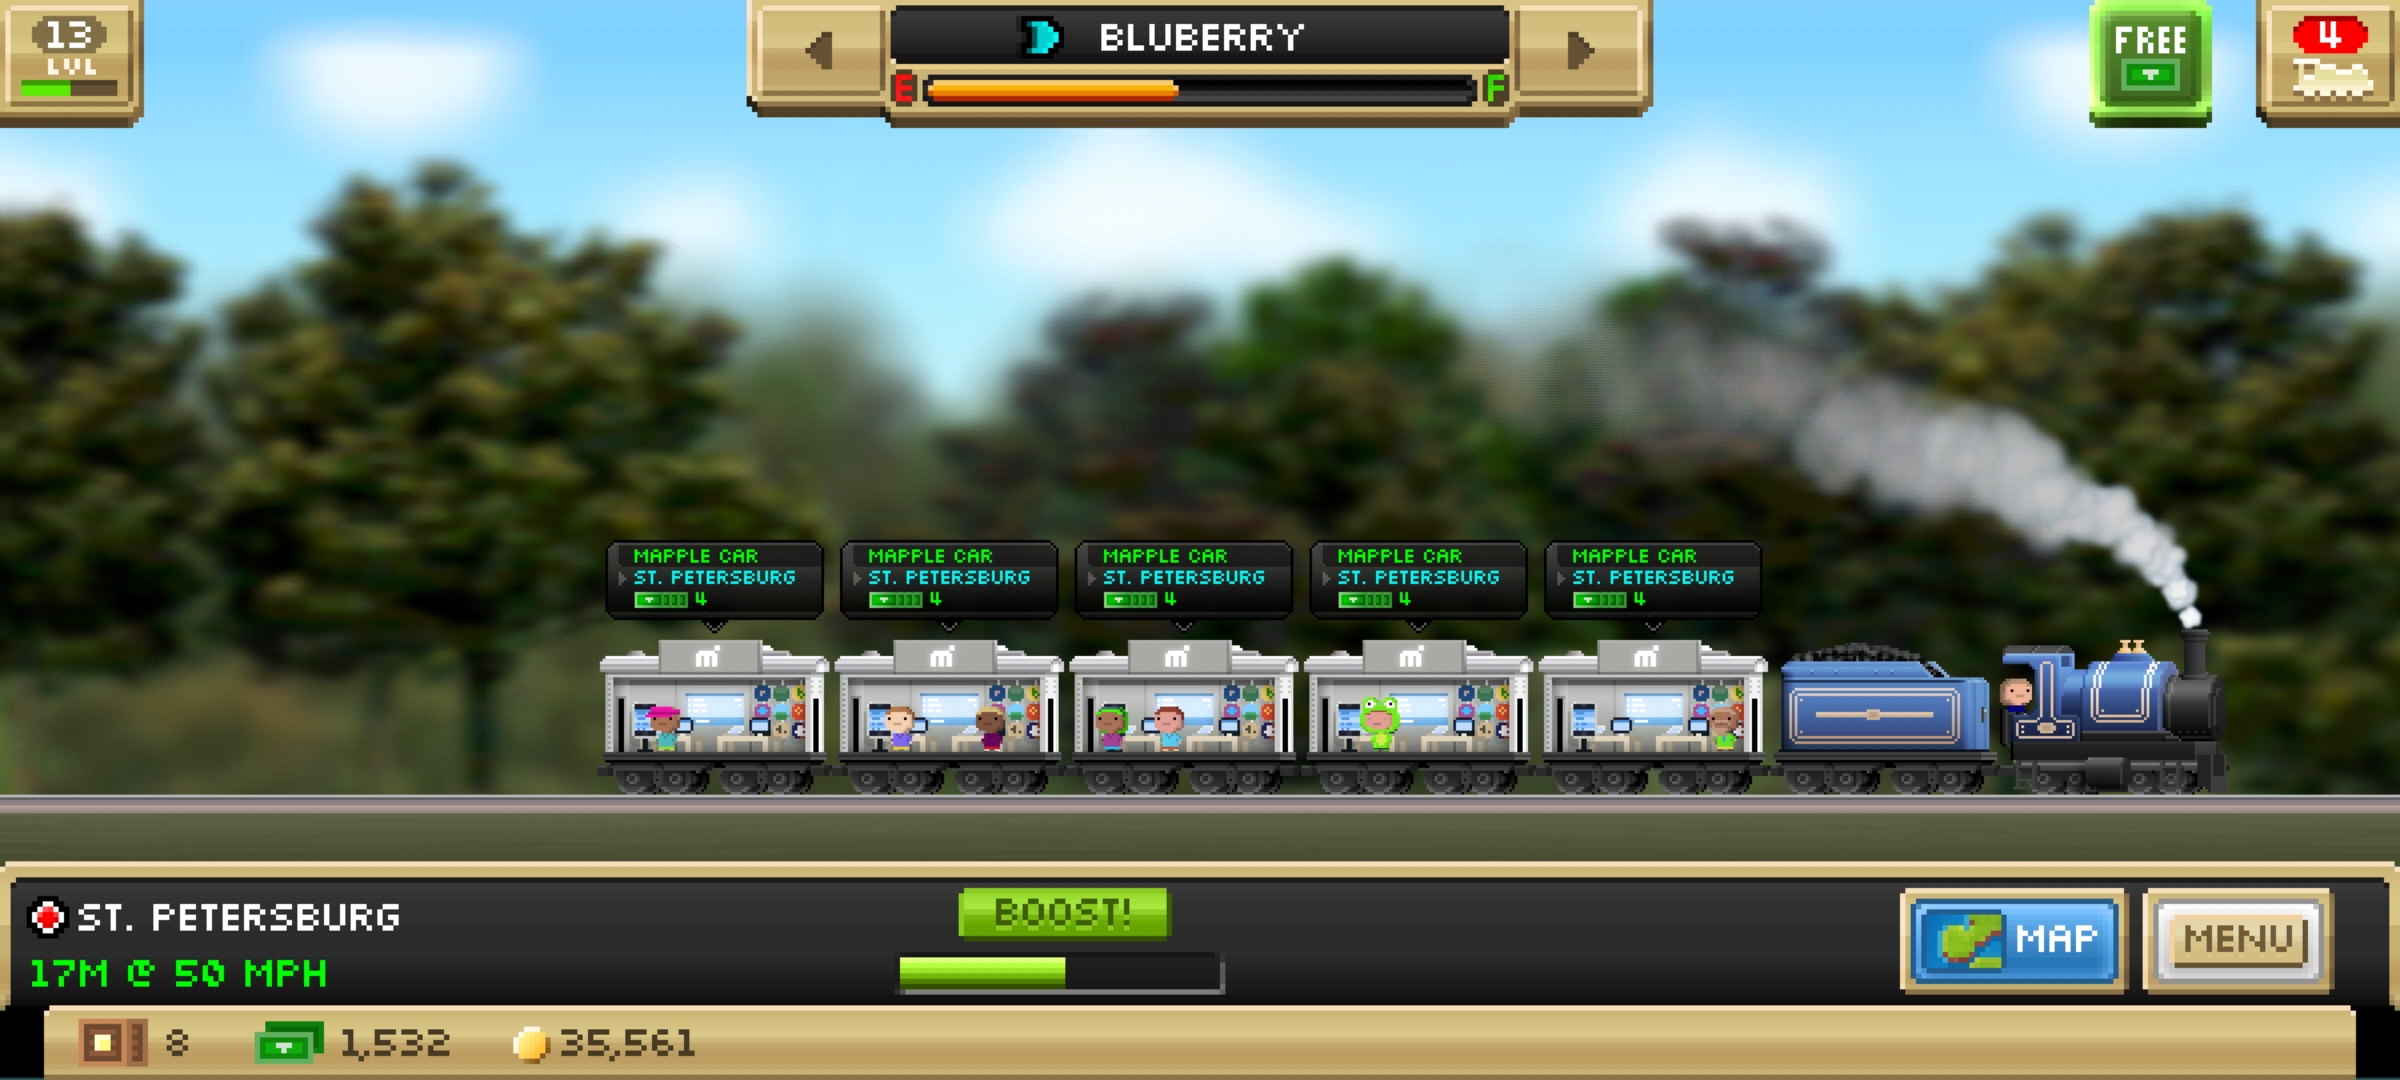 13
LVL
BLUBERRY
E
F
FREE
4
MAPPLE CAR
ST. PETERSBURG
4
MAPPLE CAR
ST. PETERSBURG
4
MAPPLE CAR
ST. PETERSBURG
4
MAPPLE CAR
ST. PETERSBURG
4
MAPPLE CAR
ST. PETERSBURG
4
m
m
m
m
m
ST. PETERSBURG
17M @ 50 MPH
BOOST!
MAP
MENU
8
1,532
35,561